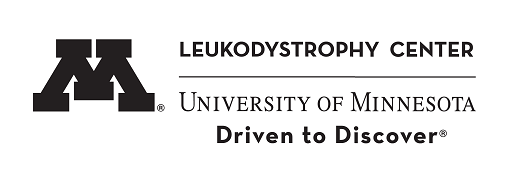 LEUKODYSTROPHY CENTER
M®
UNIVERSITY OF MINNESOTA
Driven to Discover®